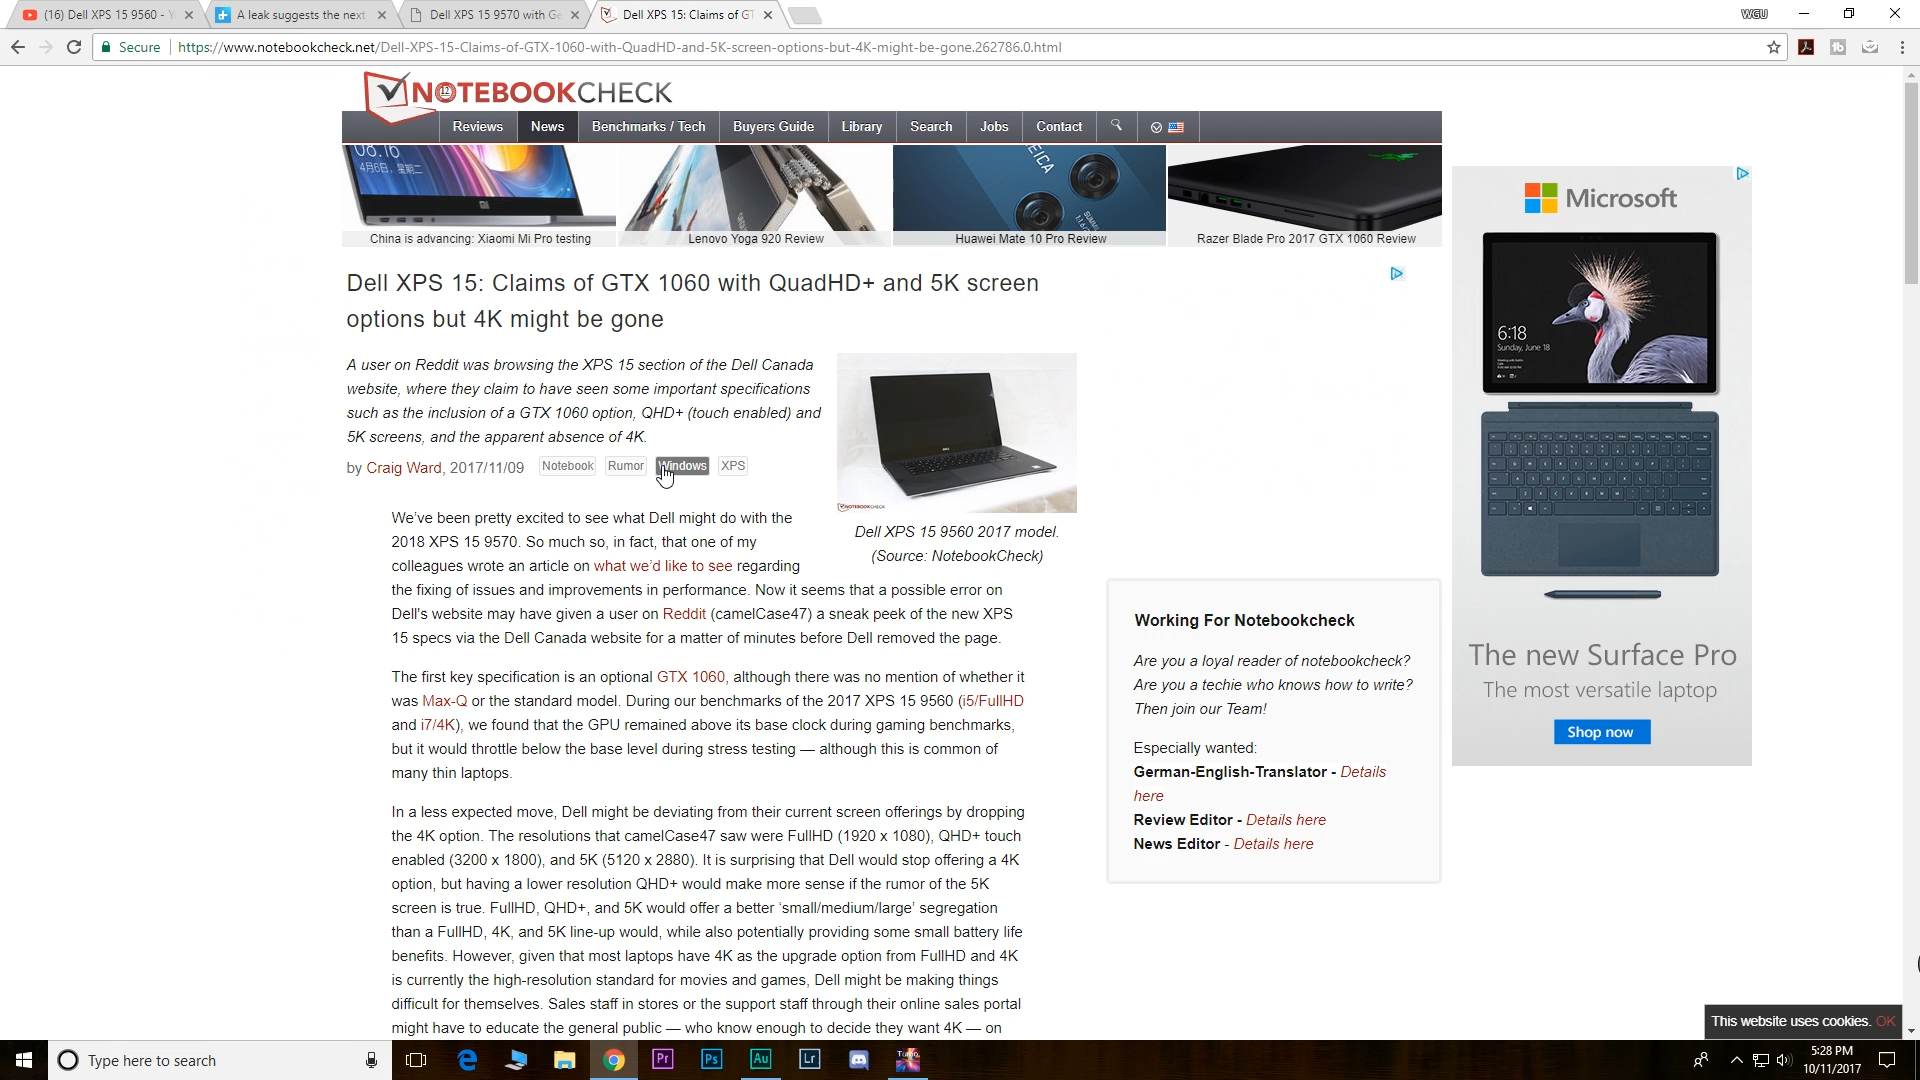 (16) Dell XPS 15 9560 - Y
A leak suggests the next
Dell XPS 15 9570 with Ge
Dell XPS 15: Claims of GT
WGU
Secure
https://www.notebookcheck.net/Dell-XPS-15-Claims-of-GTX-1060-with-QuadHD-and-5K-screen-options-but-4K-might-be-gone.262786.0.html
NOTEBOOKCHECK
Reviews
News
Benchmarks / Tech
Buyers Guide
Library
Search
Jobs
Contact
08.16
4月6日, 星期二
China is advancing: Xiaomi Mi Pro testing
Lenovo Yoga 920 Review
Huawei Mate 10 Pro Review
Razer Blade Pro 2017 GTX 1060 Review
Dell XPS 15: Claims of GTX 1060 with QuadHD+ and 5K screen
options but 4K might be gone
A user on Reddit was browsing the XPS 15 section of the Dell Canada
website, where they claim to have seen some important specifications
such as the inclusion of a GTX 1060 option, QHD+ (touch enabled) and
5K screens, and the apparent absence of 4K.
by Craig Ward, 2017/11/09
Notebook
Rumor
Windows
XPS
NOTEBOOKCHECK
Dell XPS 15 9560 2017 model.
(Source: NotebookCheck)
We've been pretty excited to see what Dell might do with the
2018 XPS 15 9570. So much so, in fact, that one of my
colleagues wrote an article on what we'd like to see regarding
the fixing of issues and improvements in performance. Now it seems that a possible error on
Dell's website may have given a user on Reddit (camelCase47) a sneak peek of the new XPS
15 specs via the Dell Canada website for a matter of minutes before Dell removed the page.
The first key specification is an optional GTX 1060, although there was no mention of whether it
was Max-Q or the standard model. During our benchmarks of the 2017 XPS 15 9560 (i5/FullHD
and i7/4K), we found that the GPU remained above its base clock during gaming benchmarks,
but it would throttle below the base level during stress testing — although this is common of
many thin laptops.
In a less expected move, Dell might be deviating from their current screen offerings by dropping
the 4K option. The resolutions that camelCase47 saw were FullHD (1920 x 1080), QHD+ touch
enabled (3200 x 1800), and 5K (5120 x 2880). It is surprising that Dell would stop offering a 4K
option, but having a lower resolution QHD+ would make more sense if the rumor of the 5K
screen is true. FullHD, QHD+, and 5K would offer a better 'small/medium/large' segregation
than a FullHD, 4K, and 5K line-up would, while also potentially providing some small battery life
benefits. However, given that most laptops have 4K as the upgrade option from FullHD and 4K
is currently the high-resolution standard for movies and games, Dell might be making things
difficult for themselves. Sales staff in stores or the support staff through their online sales portal
might have to educate the general public — who know enough to decide they want 4K — on
Working For Notebookcheck
Are you a loyal reader of notebookcheck?
Are you a techie who knows how to write?
Then join our Team!
Especially wanted:
German-English-Translator - Details
here
Review Editor - Details here
News Editor - Details here
Microsoft
6:18
Sunday, June 18
The new Surface Pro
The most versatile laptop
Shop now
This website uses cookies. OK
Type here to search
Pr
Ps
Au
Lr
5:28 PM
10/11/2017